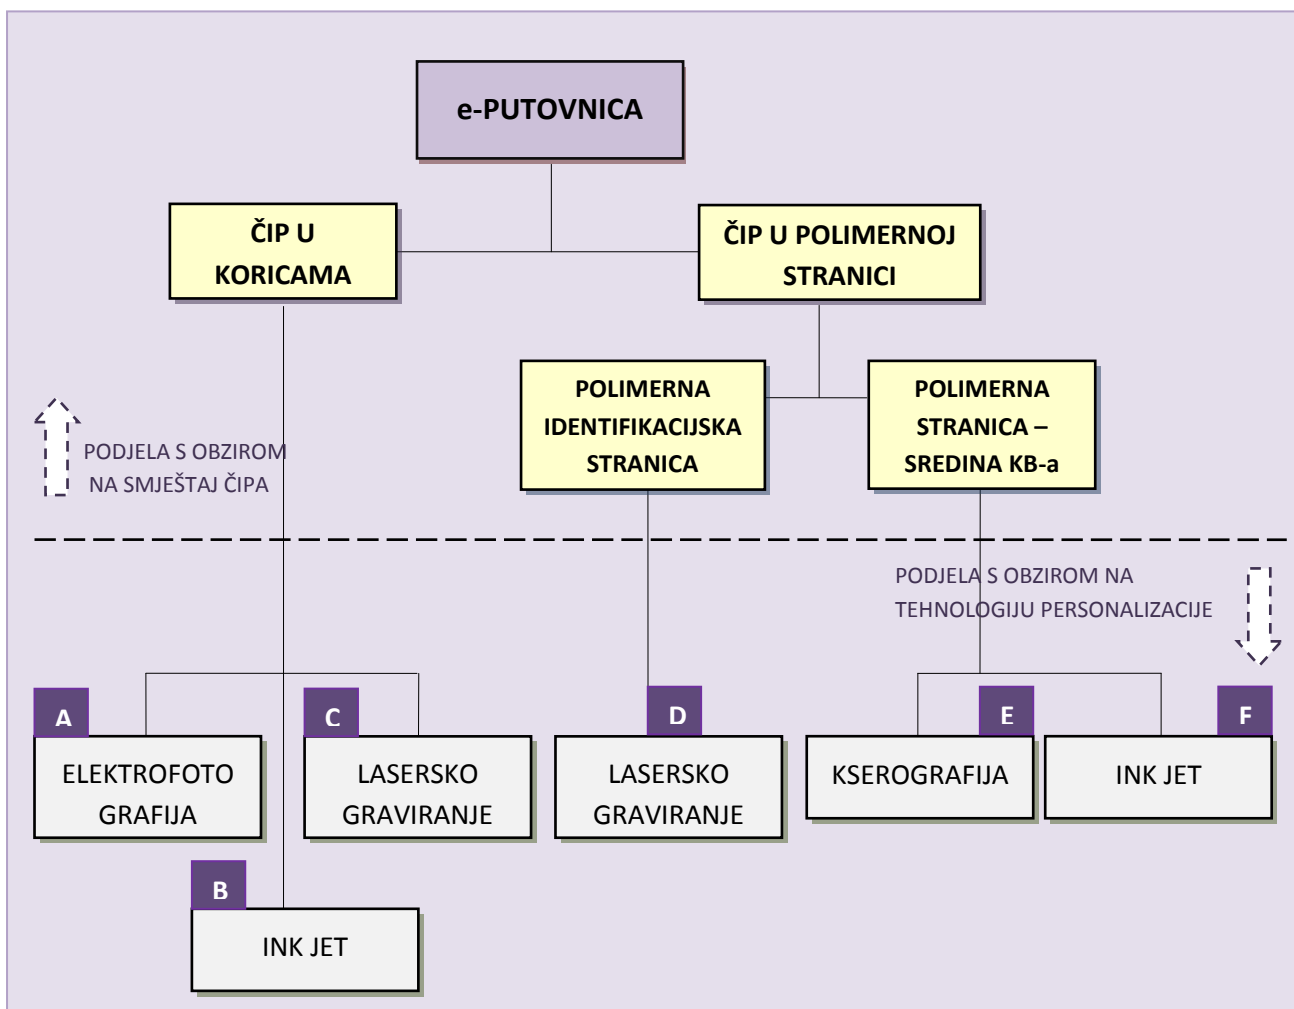 e-PUTOVNICA
ČIP U
KORICAMA
ČIP U POLIMERNOJ
STRANICI
POLIMERNA
IDENTIFIKACIJSKA
STRANICA
POLIMERNA
STRANICA –
SREDINA KB-a
PODJELA S OBZIROM
NA SMJEŠTAJ ČIPA
PODJELA S OBZIROM NA
TEHNOLOGIJU PERSONALIZACIJE
A
ELEKTROFOTO
GRAFIJA
C
LASERSKO
GRAVIRANJE
D
LASERSKO
GRAVIRANJE
E
KSEROGRAFIJA
F
INK JET
B
INK JET